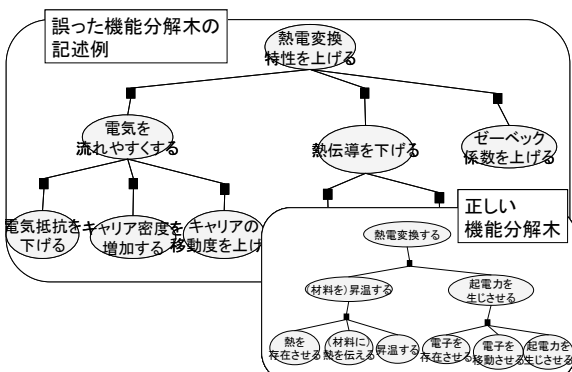 誤った機能分解木の
記述例
熱電変換
特性を上げる
電気を
流れやすくする
熱伝導を下げる
ゼーベック
係数を上げる
電気抵抗を
下げる
キャリア密度を
増加する
キャリアの
移動度を上げ
正しい
機能分解木
熱電変換する
(材料を)昇温する
起電力を
生じさせる
熱を
存在させる
(材料に)
熱を伝える
昇温する
電子を
存在させる
電子を
移動させる
起電力を
生じさせる